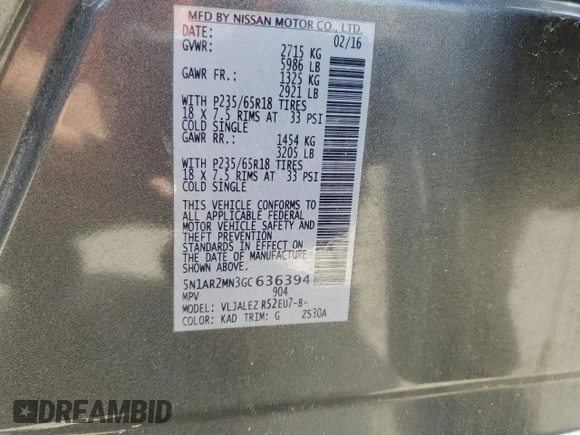 MFD BY NISSAN MOTOR CO., LTD.
DATE: 02/16
GVWR: 2715 KG
5986 LB
GAWR FR.: 1325 KG
2921 LB
WITH P235/65R18 TIRES
18 X 7.5 RIMS AT 33 PSI
COLD SINGLE
GAWR RR.: 1454 KG
3205 LB
WITH P235/65R18 TIRES
18 X 7.5 RIMS AT 33 PSI
COLD SINGLE
THIS VEHICLE CONFORMS TO
ALL APPLICABLE FEDERAL
MOTOR VEHICLE SAFETY AND
THEFT PREVENTION
STANDARDS IN EFFECT ON
THE DATE OF MANUFACTURE
SHOWN ABOVE.
5N1AR2MN3GC636394
MPV 904
MODEL: VLJALEZ R52EU7-B-
COLOR: KAD TRIM: G ZS30A
DREAMBID